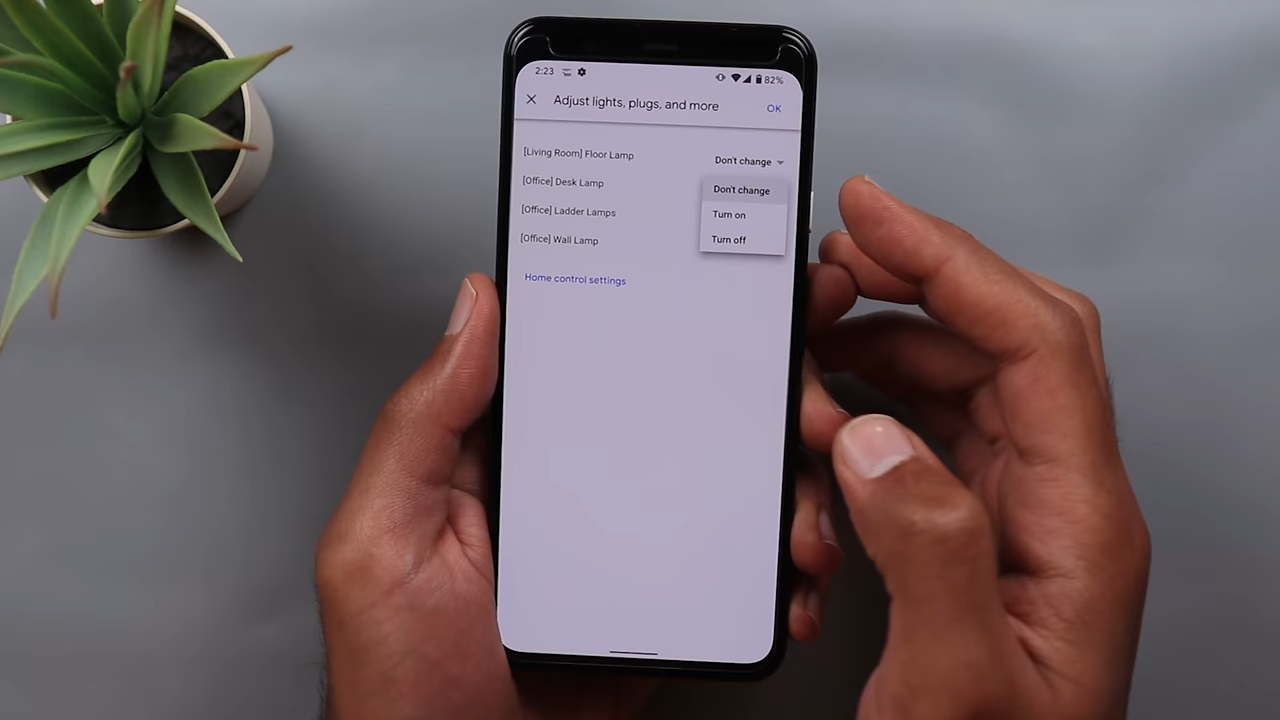 2:23
82%
Adjust lights, plugs, and more
OK
[Living Room] Floor Lamp
Don't change
[Office] Desk Lamp
Don't change
[Office] Ladder Lamps
Turn on
[Office] Wall Lamp
Turn off
Home control settings